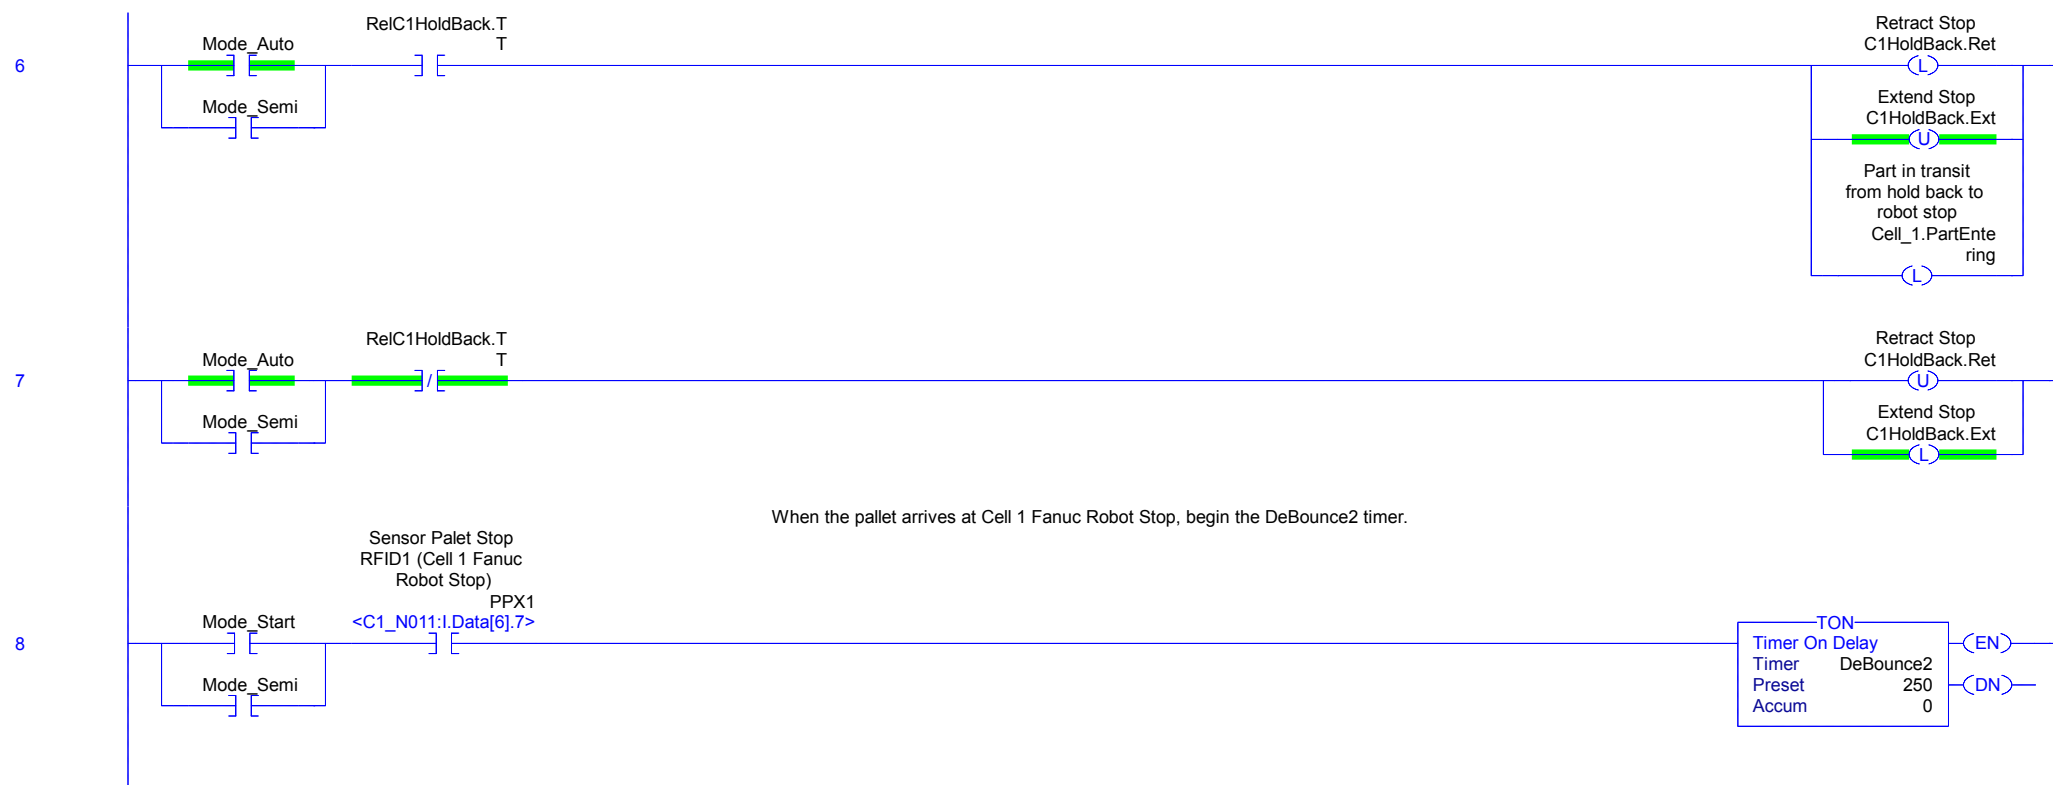 RelC1HoldBack.T
T
Mode_Auto
Mode_Semi
6
Retract Stop
C1HoldBack.Ret
L
Extend Stop
C1HoldBack.Ext
U
Part in transit
from hold back to
robot stop
Cell_1.PartEnte
ring
L
RelC1HoldBack.T
T
Mode_Auto
/
Mode_Semi
7
Retract Stop
C1HoldBack.Ret
U
Extend Stop
C1HoldBack.Ext
L
When the pallet arrives at Cell 1 Fanuc Robot Stop, begin the DeBounce2 timer.
Sensor Palet Stop
RFID1 (Cell 1 Fanuc
Robot Stop)
PPX1
<C1_N011:I.Data[6].7>
Mode_Start
Mode_Semi
8
TON
Timer On Delay
Timer DeBounce2
Preset 250
Accum 0
EN
DN